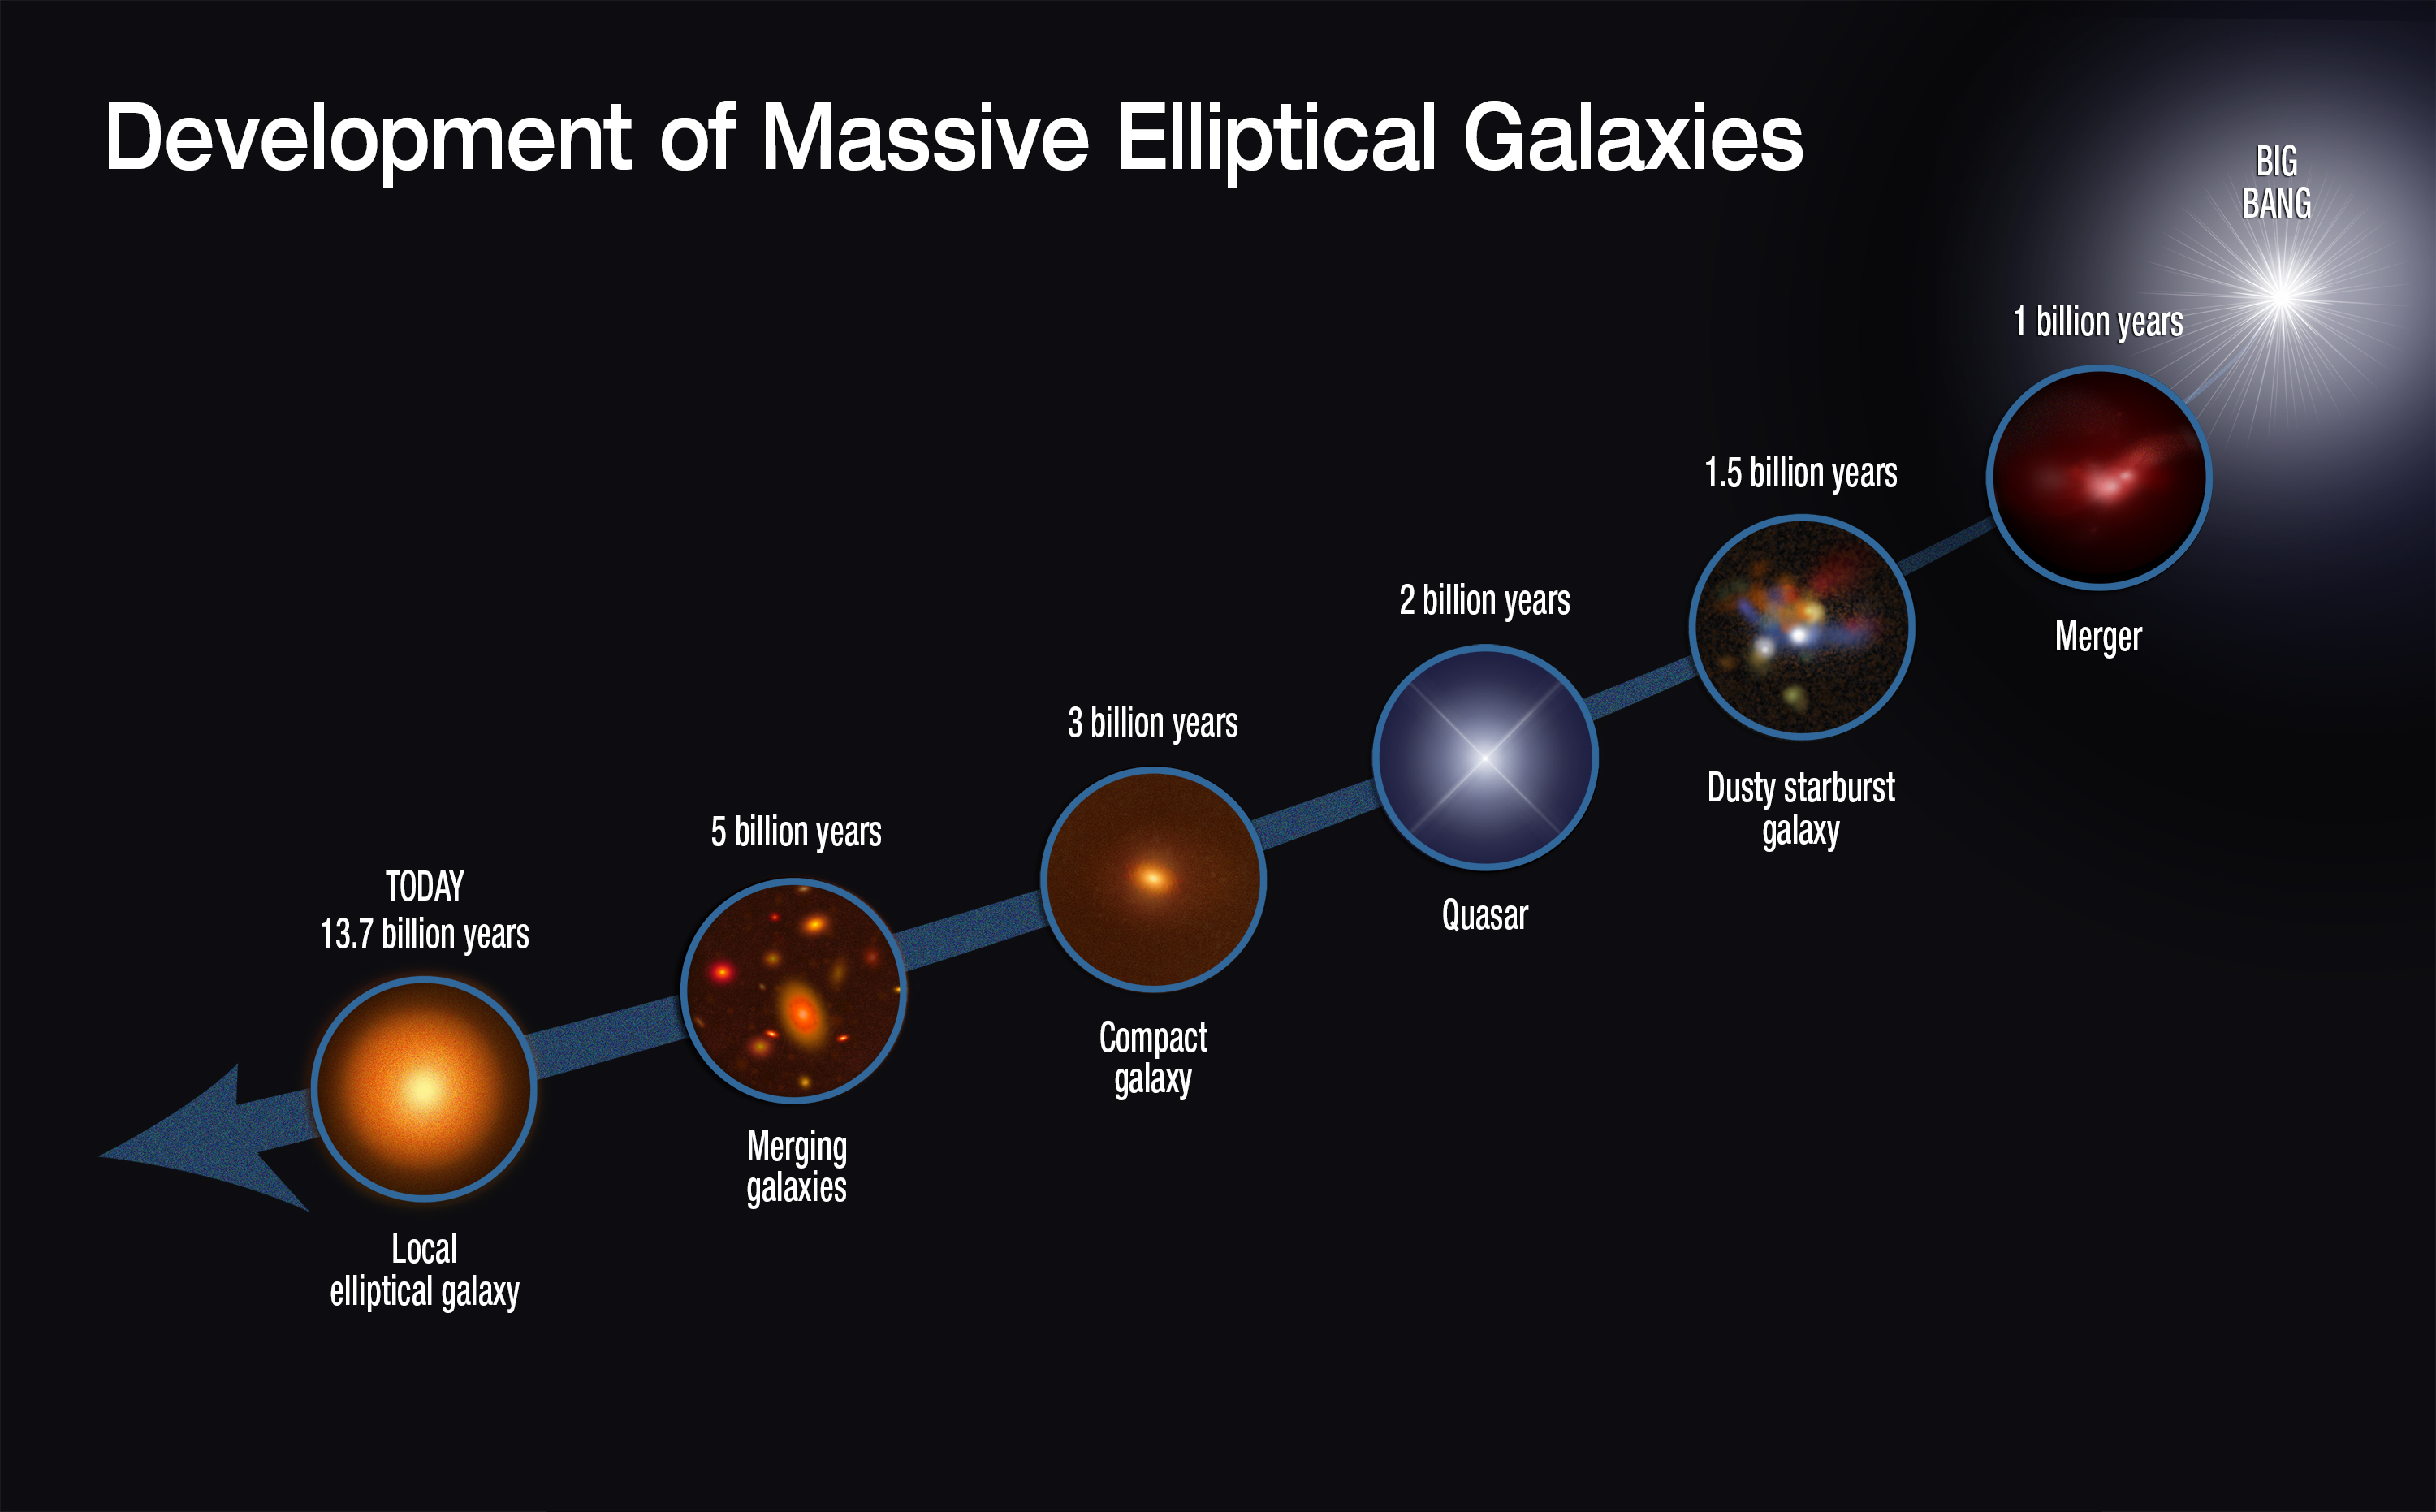 Development of Massive Elliptical Galaxies
BIG
BANG
1 billion years
Merger
1.5 billion years
Dusty starburst
galaxy
2 billion years
Quasar
3 billion years
Compact
galaxy
5 billion years
Merging
galaxies
TODAY
13.7 billion years
Local
elliptical galaxy